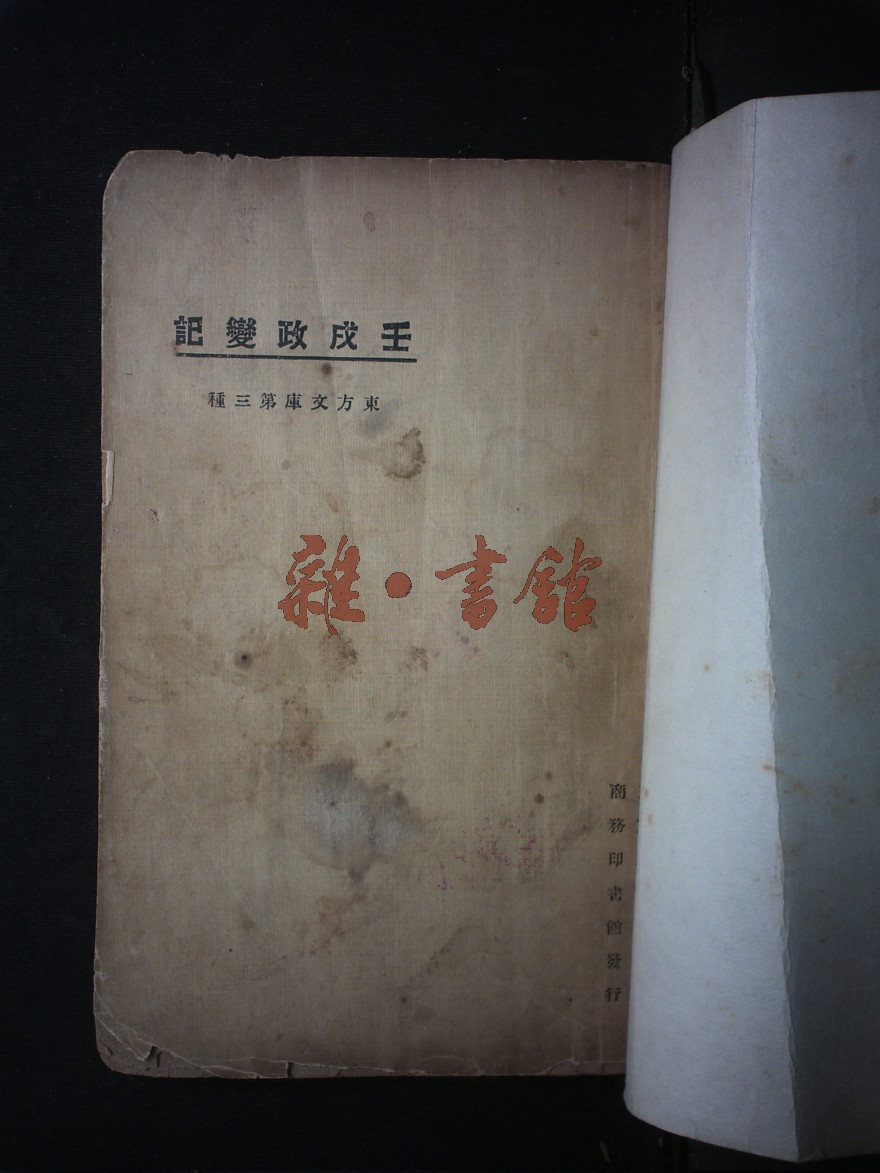 壬戌政變記
東方文庫第三種
雜·書館
商務印書館發行